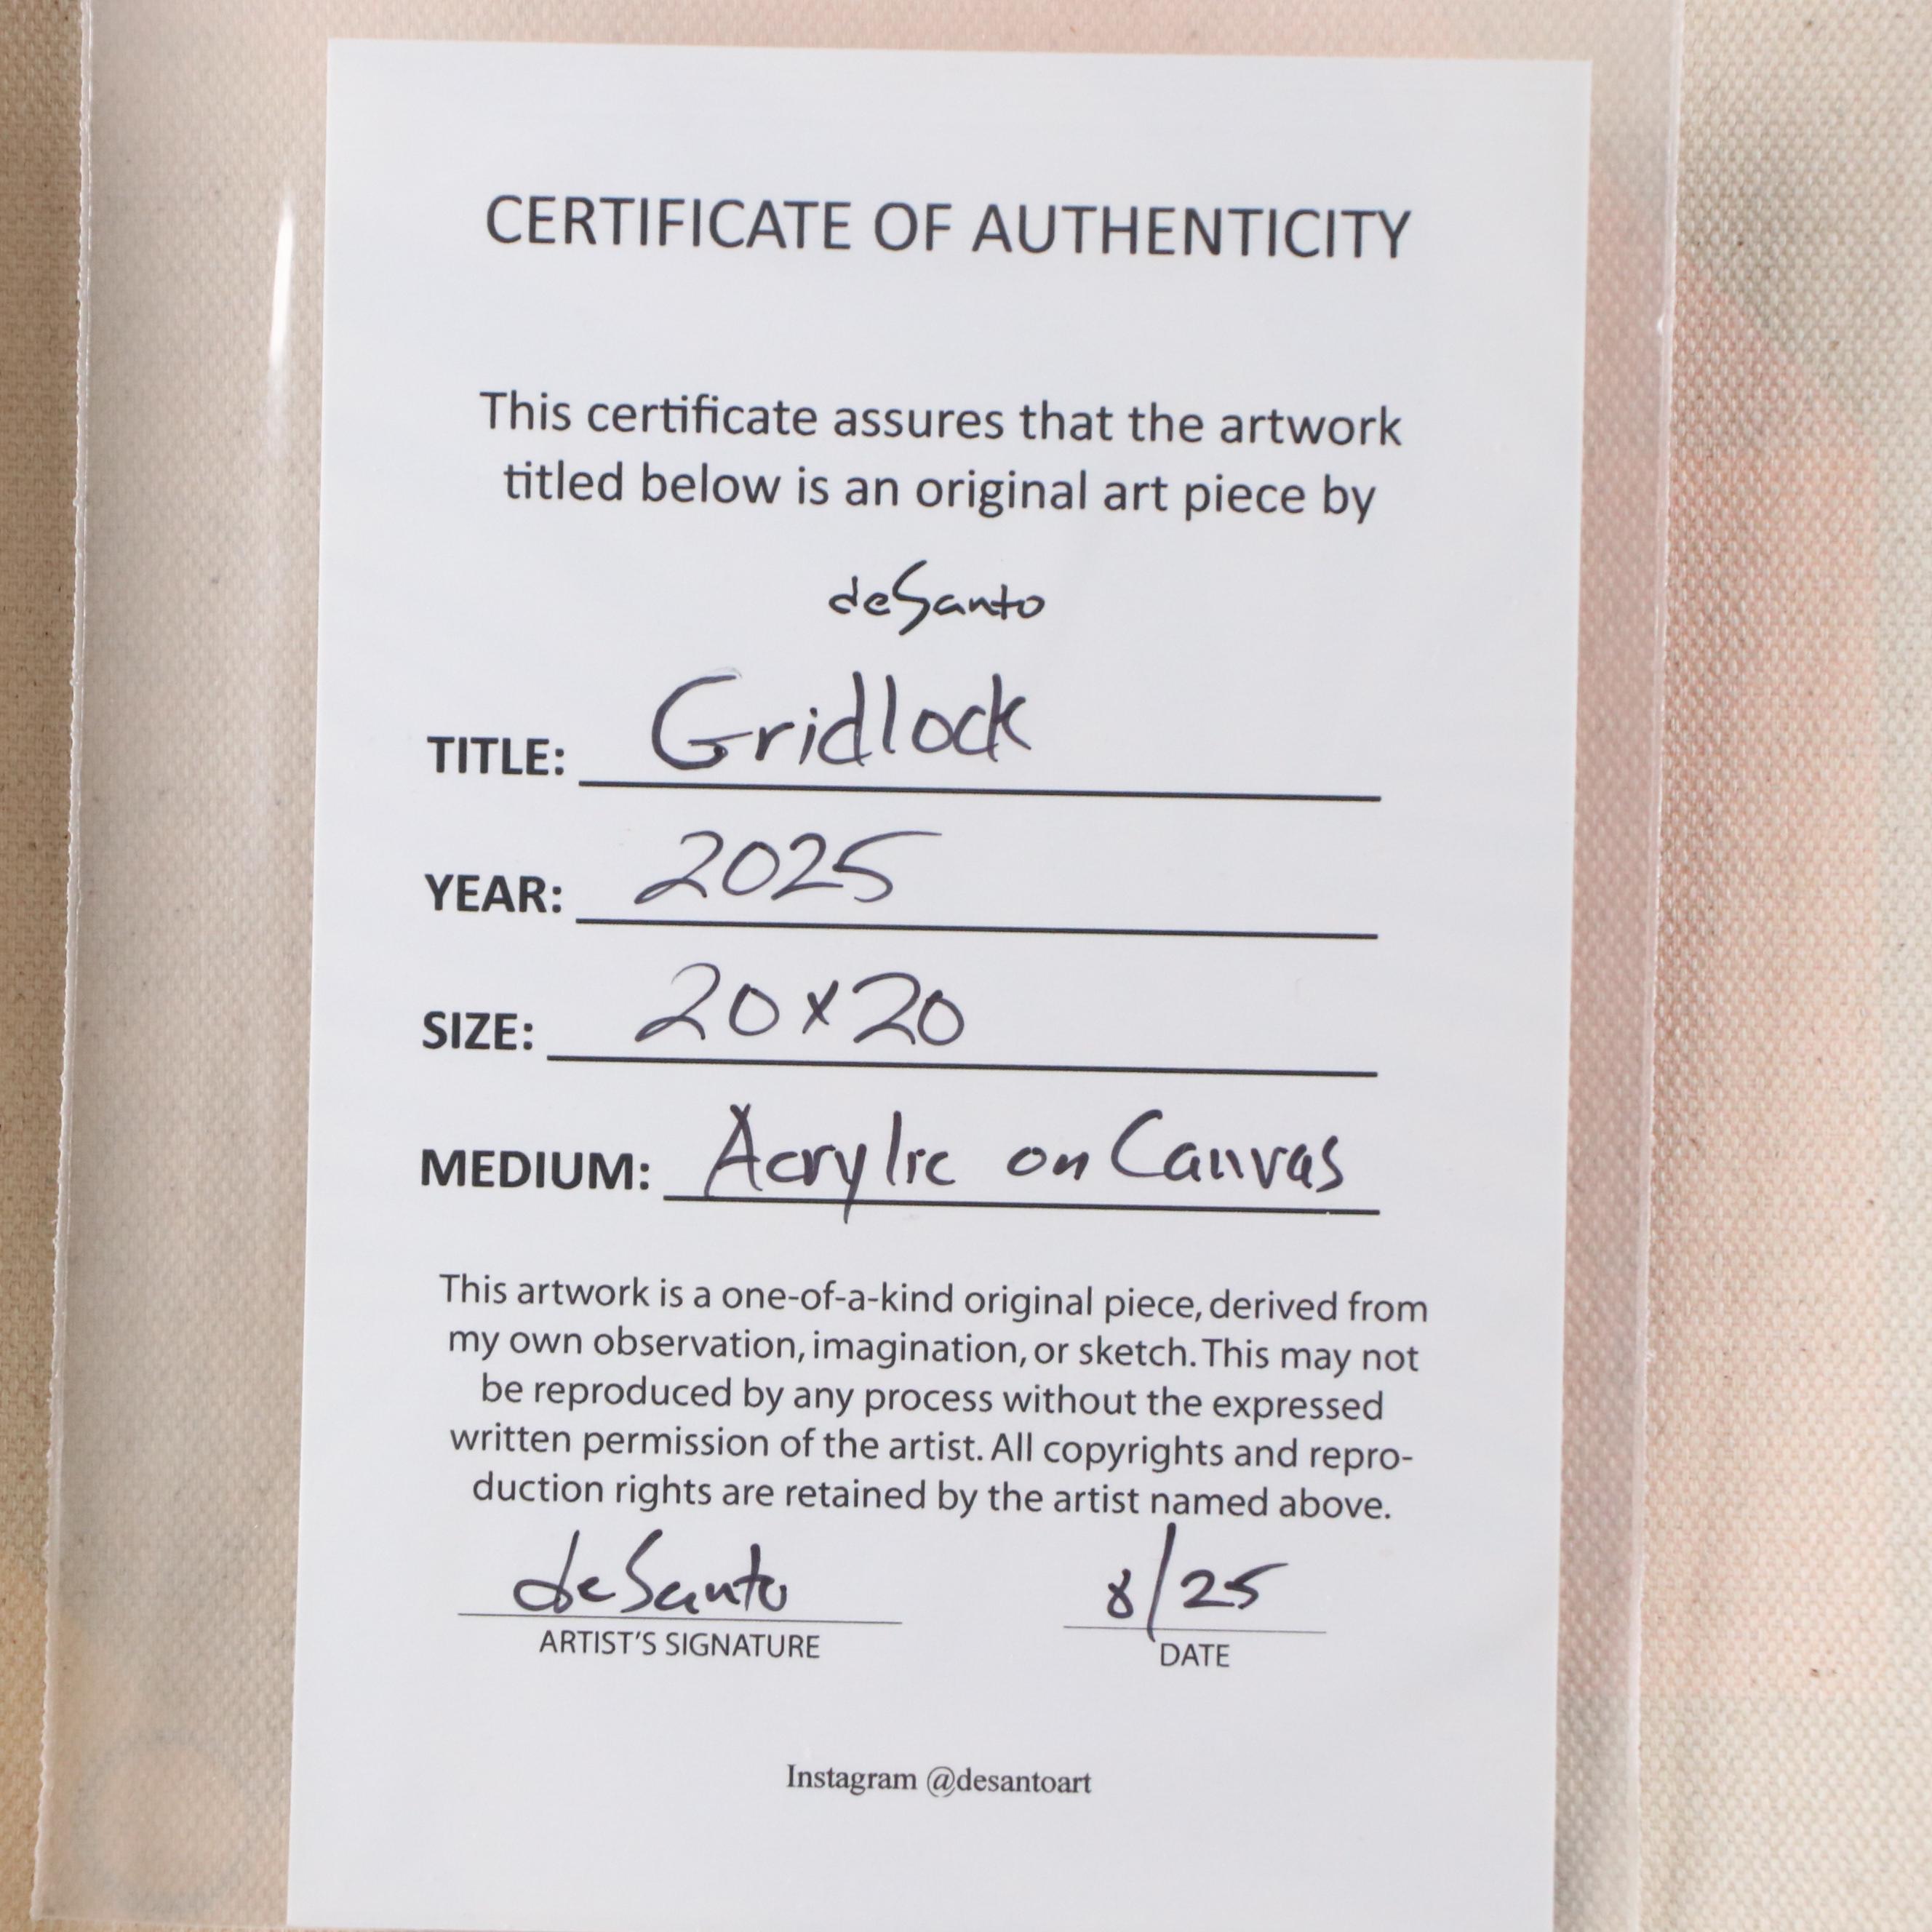 CERTIFICATE OF AUTHENTICITY
This certificate assures that the artwork
titled below is an original art piece by
deSanto
TITLE: Gridlock
YEAR: 2025
SIZE: 20x20
MEDIUM: Acrylic on Canvas
This artwork is a one-of-a-kind original piece, derived from
my own observation, imagination, or sketch. This may not
be reproduced by any process without the expressed
written permission of the artist. All copyrights and repro-
duction rights are retained by the artist named above.
deSanto 8/25
ARTIST'S SIGNATURE DATE
Instagram @desantoart